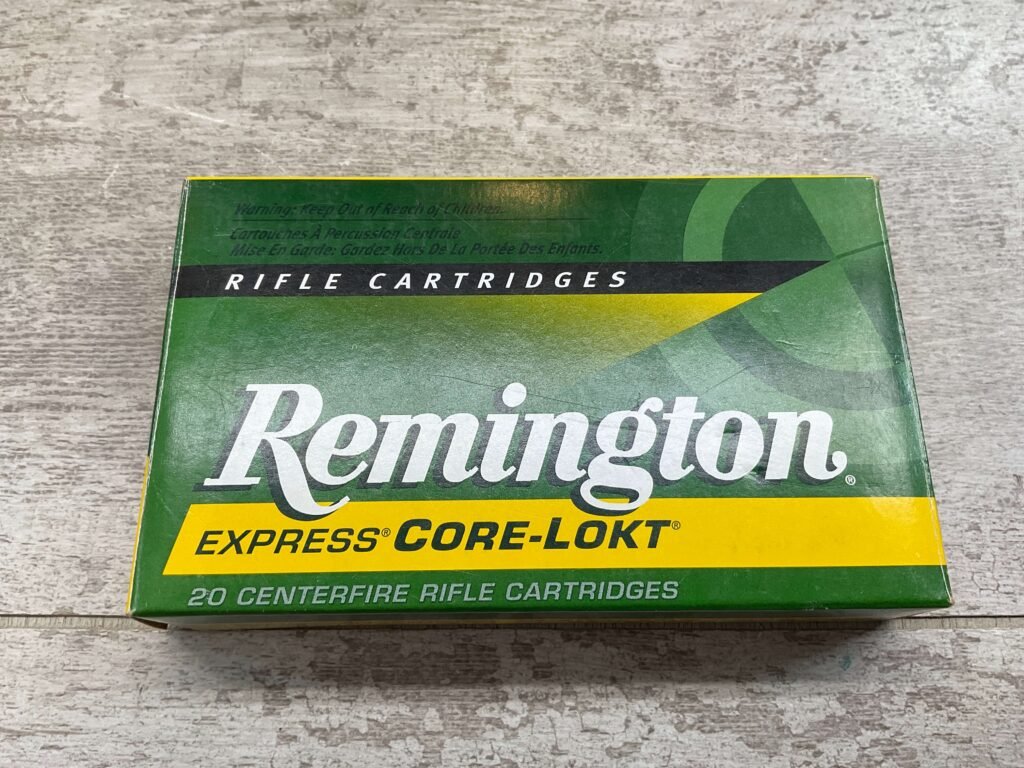 Warning: Keep Out of Reach of Children.
Cartouches À Percussion Centrale
Mise En Garde: Gardez Hors De La Portée Des Enfants.
RIFLE CARTRIDGES
Remington®
EXPRESS® CORE-LOKT®
20 CENTERFIRE RIFLE CARTRIDGES